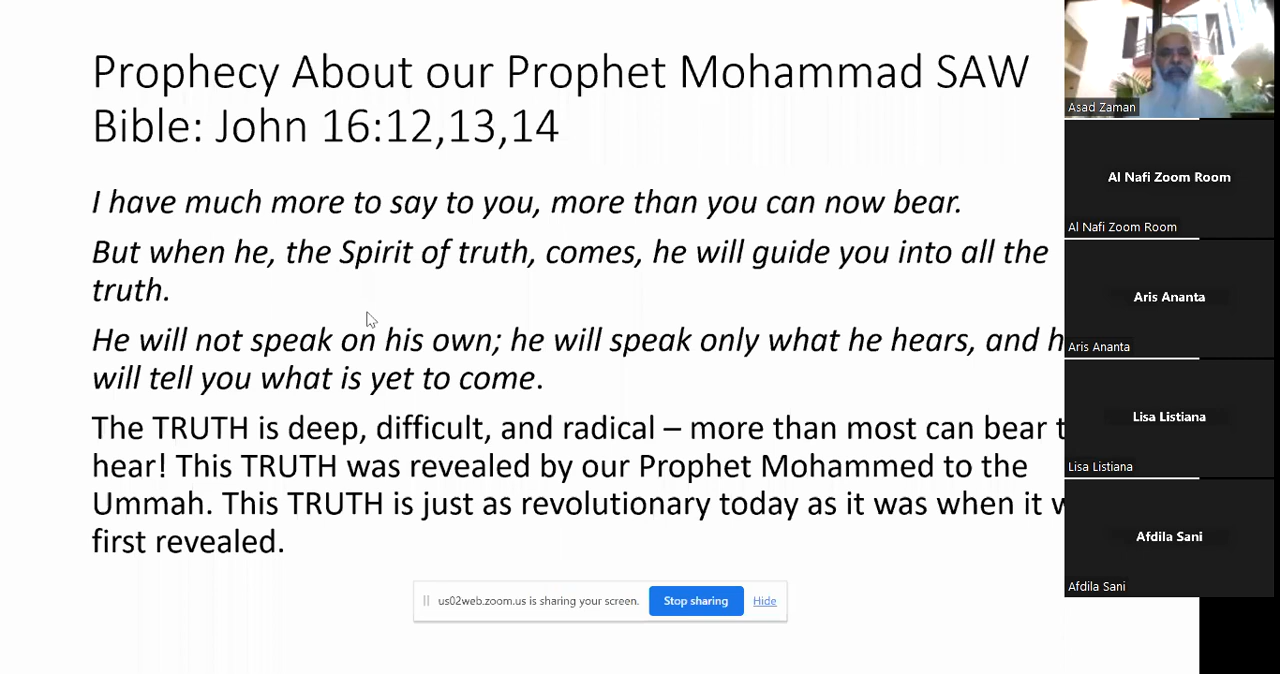 Prophecy About our Prophet Mohammad SAW
Bible: John 16:12,13,14
I have much more to say to you, more than you can now bear.
But when he, the Spirit of truth, comes, he will guide you into all the
truth.
He will not speak on his own; he will speak only what he hears, and h
will tell you what is yet to come.
The TRUTH is deep, difficult, and radical – more than most can bear t
hear! This TRUTH was revealed by our Prophet Mohammed to the
Ummah. This TRUTH is just as revolutionary today as it was when it w
first revealed.
us02web.zoom.us is sharing your screen. Stop sharing Hide
Asad Zaman
Al Nafi Zoom Room
Al Nafi Zoom Room
Aris Ananta
Aris Ananta
Lisa Listiana
Lisa Listiana
Afdila Sani
Afdila Sani